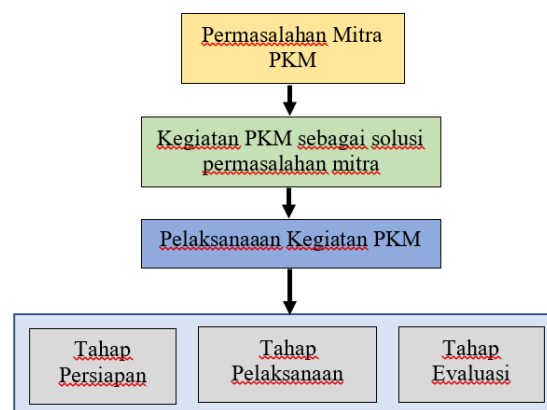 Permasalahan Mitra
PKM
Kegiatan PKM sebagai solusi
permasalahan mitra
Pelaksanaaan Kegiatan PKM
Tahap
Persiapan
Tahap
Pelaksanaan
Tahap
Evaluasi